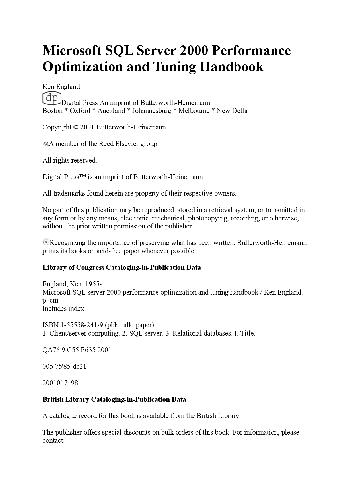 Microsoft SQL Server 2000 Performance
Optimization and Tuning Handbook
Ken England
Digital Press An imprint of Butterworth-Heinemann
Boston * Oxford * Auckland * Johannesburg * Melbourne * New Delhi
Copyright © 2001 Butterworth-Heinemann
A member of the Reed Elsevier group
All rights reserved.
Digital Press™ is an imprint of Butterworth-Heinemann
All trademarks found herein are property of their respective owners.
No part of this publication may be reproduced, stored in a retrieval system, or transmitted in
any form or by any means, electronic, mechanical, photocopying, recording, or otherwise,
without the prior written permission of the publisher.
Recognizing the importance of preserving what has been written, Butterworth-Heinemann
prints its books on acid-free paper whenever possible.
Library of Congress Cataloging-in-Publication Data
England, Ken, 1955-
Microsoft SQL server 2000 performance optimization and tuning handbook / Ken England.
p. cm.
Includes index.
ISBN 1-55558-241-9 (pbk.: alk. paper)
1. Client/server computing. 2. SQL server. 3. Relational databases. I. Title.
QA76.9
2001
British Library Cataloging-in-Publication Data
A catalogue record for this book is available from the British Library.
The publisher offers special discounts on bulk orders of this book. For information, please
contact: